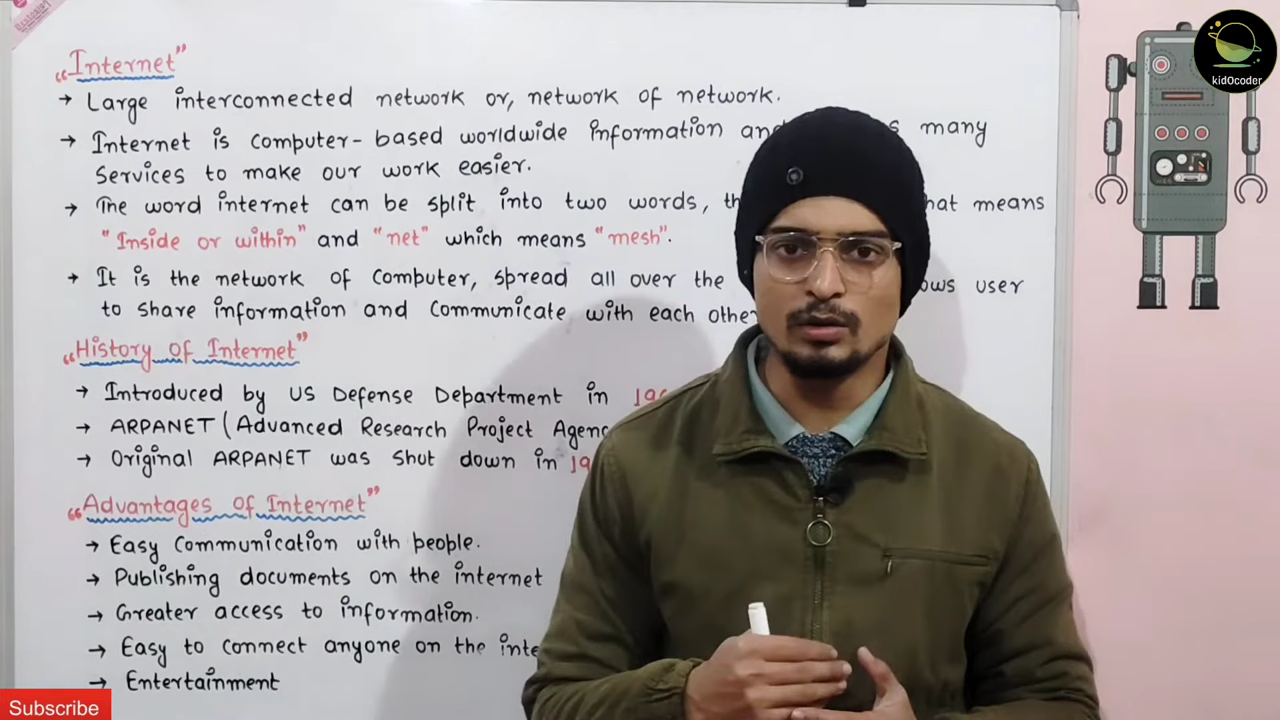 "Internet"
→ Large interconnected network or, network of network.
→ Internet is computer-based worldwide information and many
services to make our work easier.
→ The word internet can be split into two words, means
"Inside or within" and "net" which means "mesh".
→ It is the network of computer, spread all over the user
to share information and communicate with each other
"History of Internet"
→ Introduced by US Defense Department in
→ ARPANET (Advanced Research Project
→ Original ARPANET was shut down in
"Advantages of Internet"
→ Easy communication with people.
→ Publishing documents on the internet
→ Greater access to information.
→ Easy to connect anyone on the
→ Entertainment
kidOcoder
Subscribe